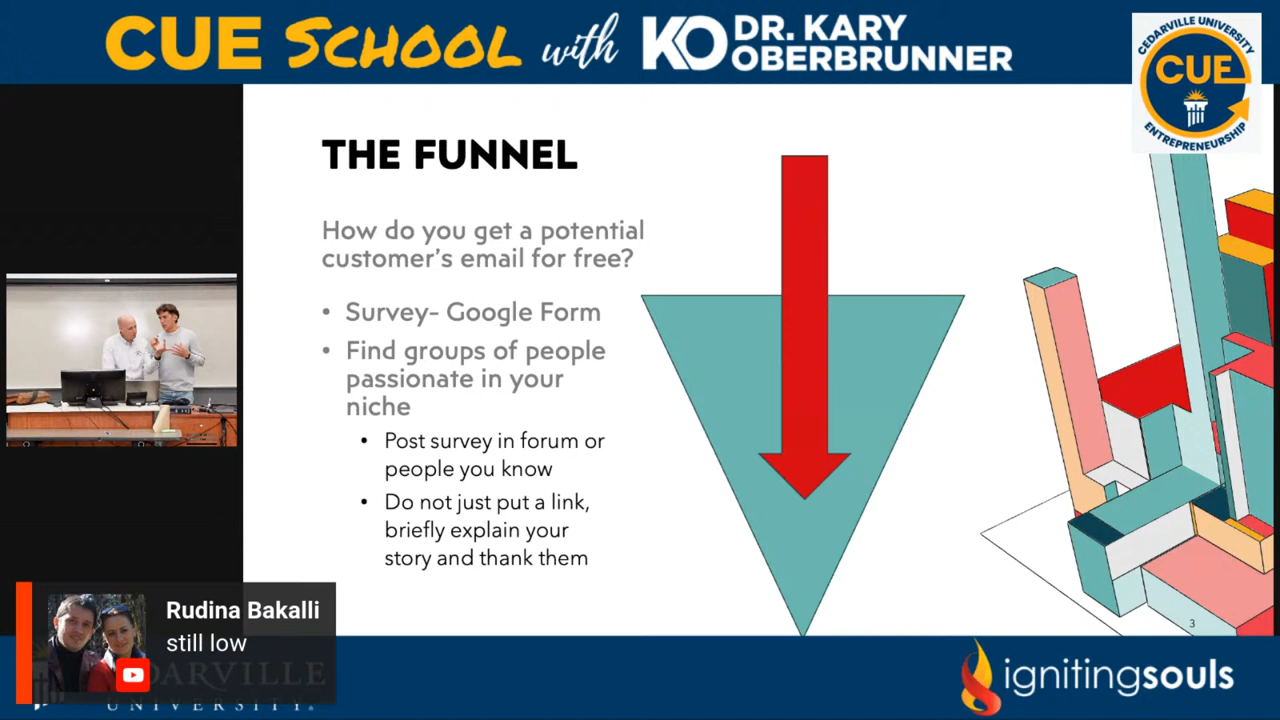 CUE SCHOOL with KO DR. KARY
OBERBRUNNER
CEDARVILLE UNIVERSITY
CUE
ENTREPRENEURSHIP
THE FUNNEL
How do you get a potential
customer's email for free?
• Survey- Google Form
• Find groups of people
passionate in your
niche
• Post survey in forum or
people you know
• Do not just put a link,
briefly explain your
story and thank them
3
Rudina Bakalli
still low
DARVILLE
UNIVERSITY.
ignitingsouls